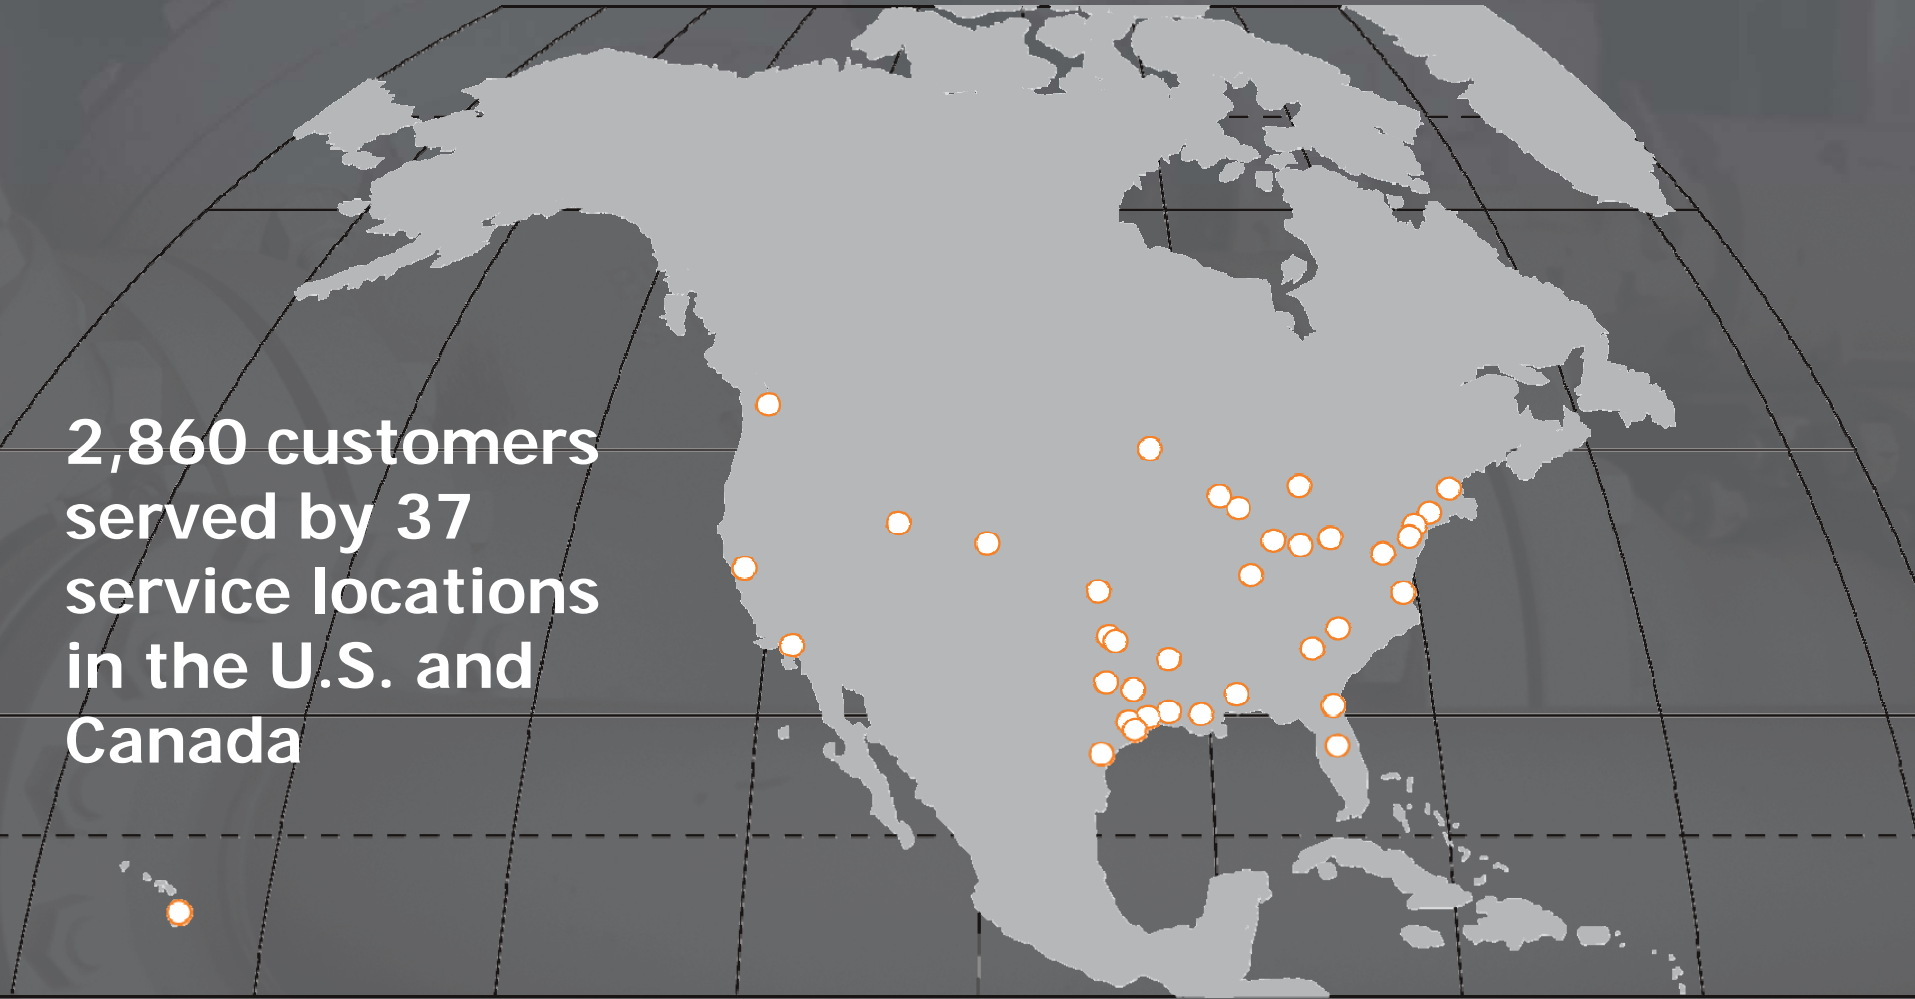 2,860 customers
served by 37
service locations
in the U.S. and
Canada